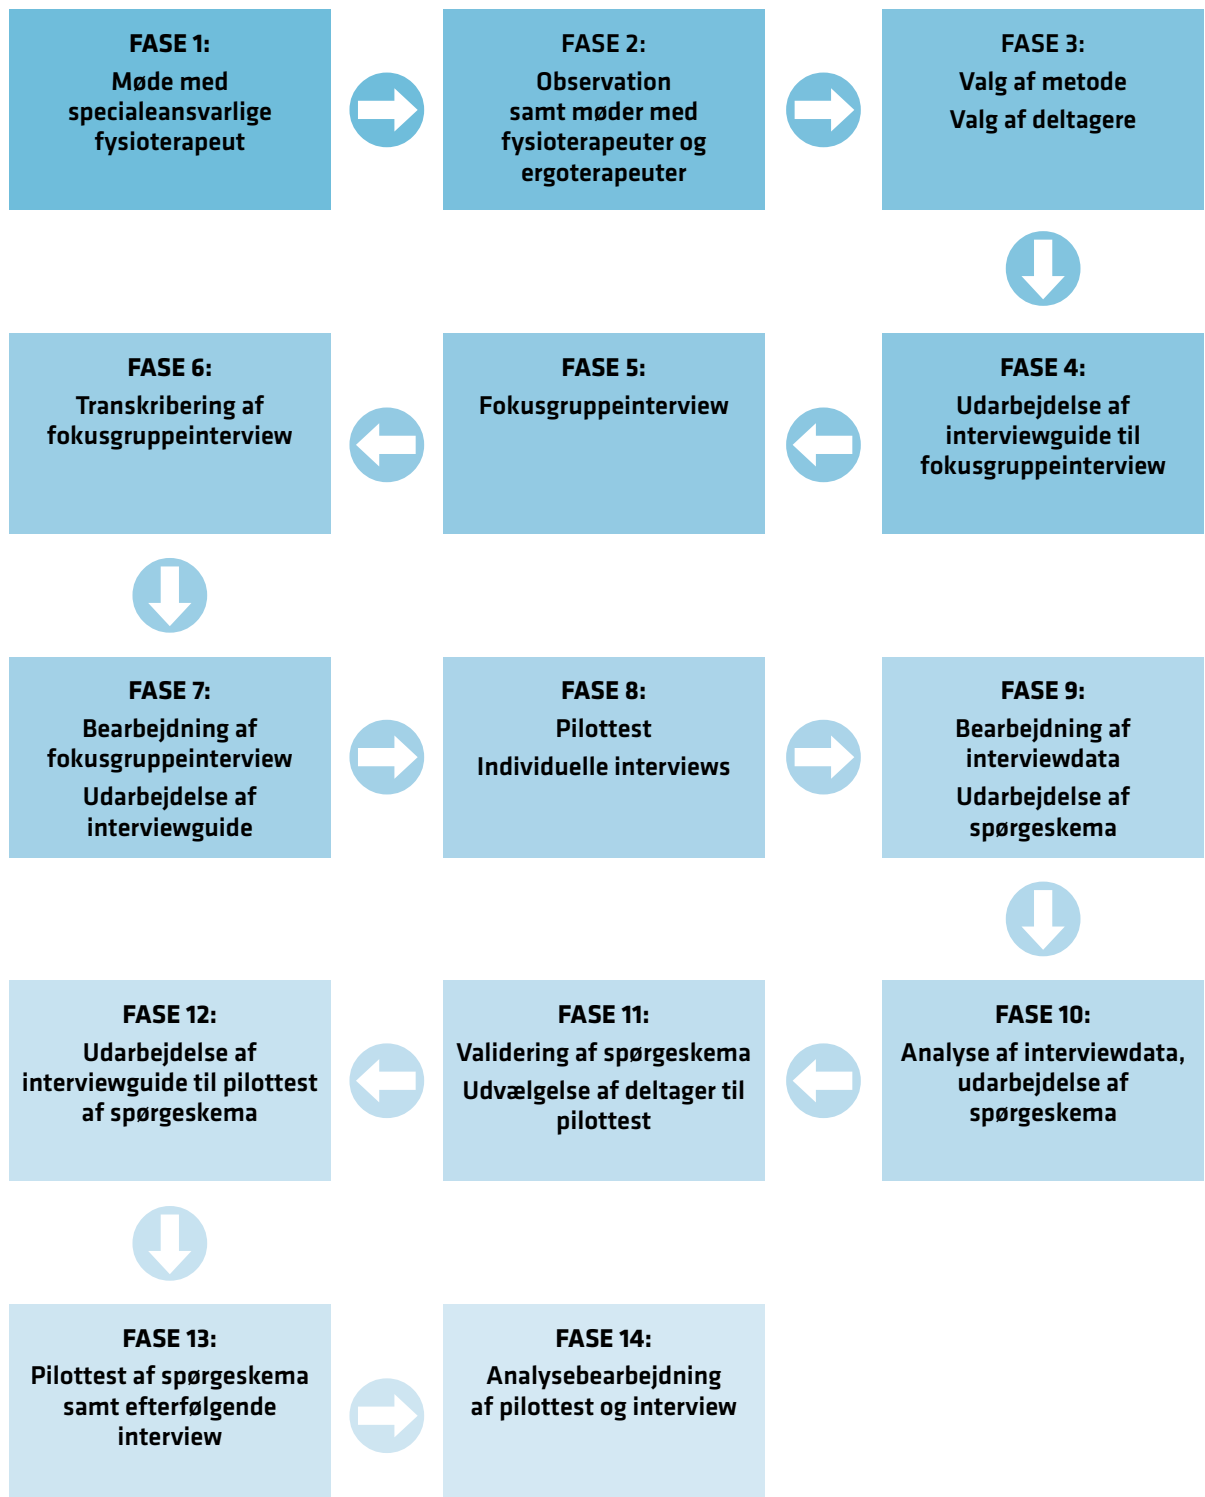 FASE 1:
Møde med
specialeansvarlige
fysioterapeut
FASE 2:
Observation
samt møder med
fysioterapeuter og
ergoterapeuter
FASE 3:
Valg af metode
Valg af deltagere
FASE 4:
Udarbejdelse af
interviewguide til
fokusgruppeinterview
FASE 5:
Fokusgruppeinterview
FASE 6:
Transkribering af
fokusgruppeinterview
FASE 7:
Bearbejdning af
fokusgruppeinterview
Udarbejdelse af
interviewguide
FASE 8:
Pilottest
Individuelle interviews
FASE 9:
Bearbejdning af
interviewdata
Udarbejdelse af
spørgeskema
FASE 10:
Analyse af interviewdata,
udarbejdelse af
spørgeskema
FASE 11:
Validering af spørgeskema
Udvælgelse af deltager til
pilottest
FASE 12:
Udarbejdelse af
interviewguide til pilottest
af spørgeskema
FASE 13:
Pilottest af spørgeskema
samt efterfølgende
interview
FASE 14:
Analysebearbejdning
af pilottest og interview